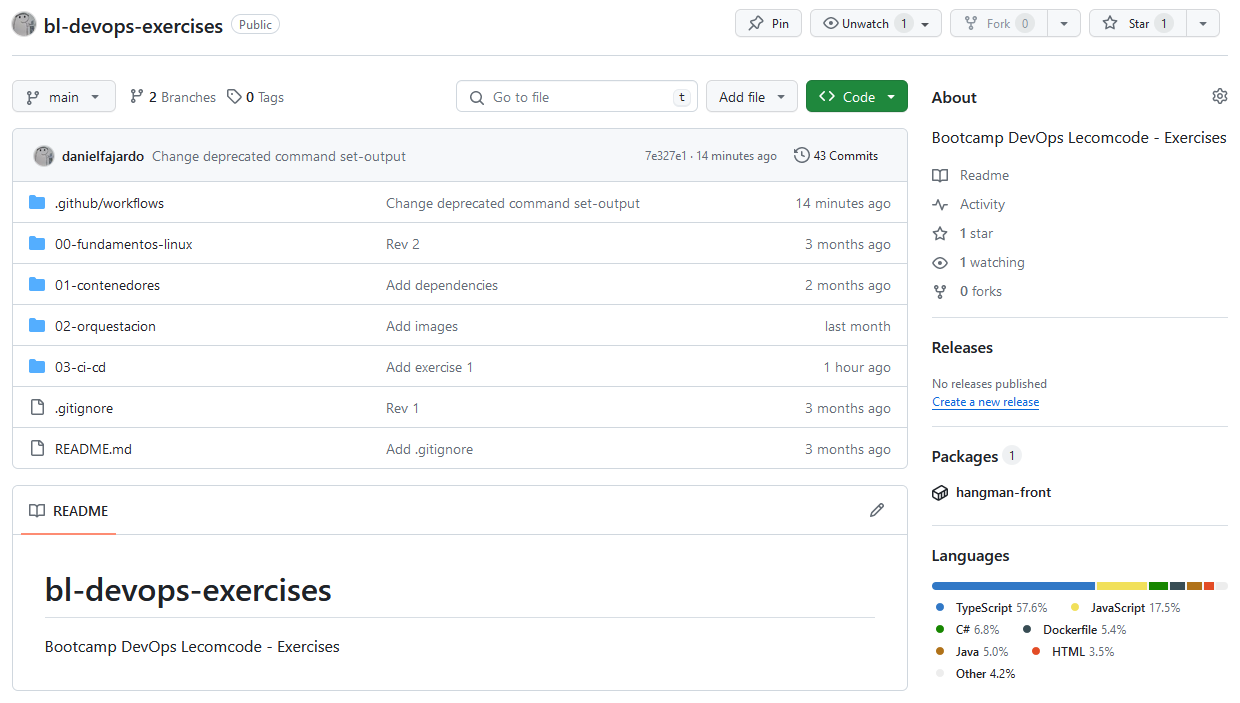 bl-devops-exercises Public Pin Unwatch 1 Fork 0 Star 1
main 2 Branches 0 Tags Go to file t Add file Code
danielfajardo Change deprecated command set-output 7e327e1 · 14 minutes ago 43 Commits
.github/workflows Change deprecated command set-output 14 minutes ago
00-fundamentos-linux Rev 2 3 months ago
01-contenedores Add dependencies 2 months ago
02-orquestacion Add images last month
03-ci-cd Add exercise 1 1 hour ago
.gitignore Rev 1 3 months ago
README.md Add .gitignore 3 months ago
README
bl-devops-exercises
Bootcamp DevOps Lecomcode - Exercises
About
Bootcamp DevOps Lecomcode - Exercises
Readme
Activity
1 star
1 watching
0 forks
Releases
No releases published
Create a new release
Packages 1
hangman-front
Languages
TypeScript 57.6% JavaScript 17.5%
C# 6.8% Dockerfile 5.4%
Java 5.0% HTML 3.5%
Other 4.2%